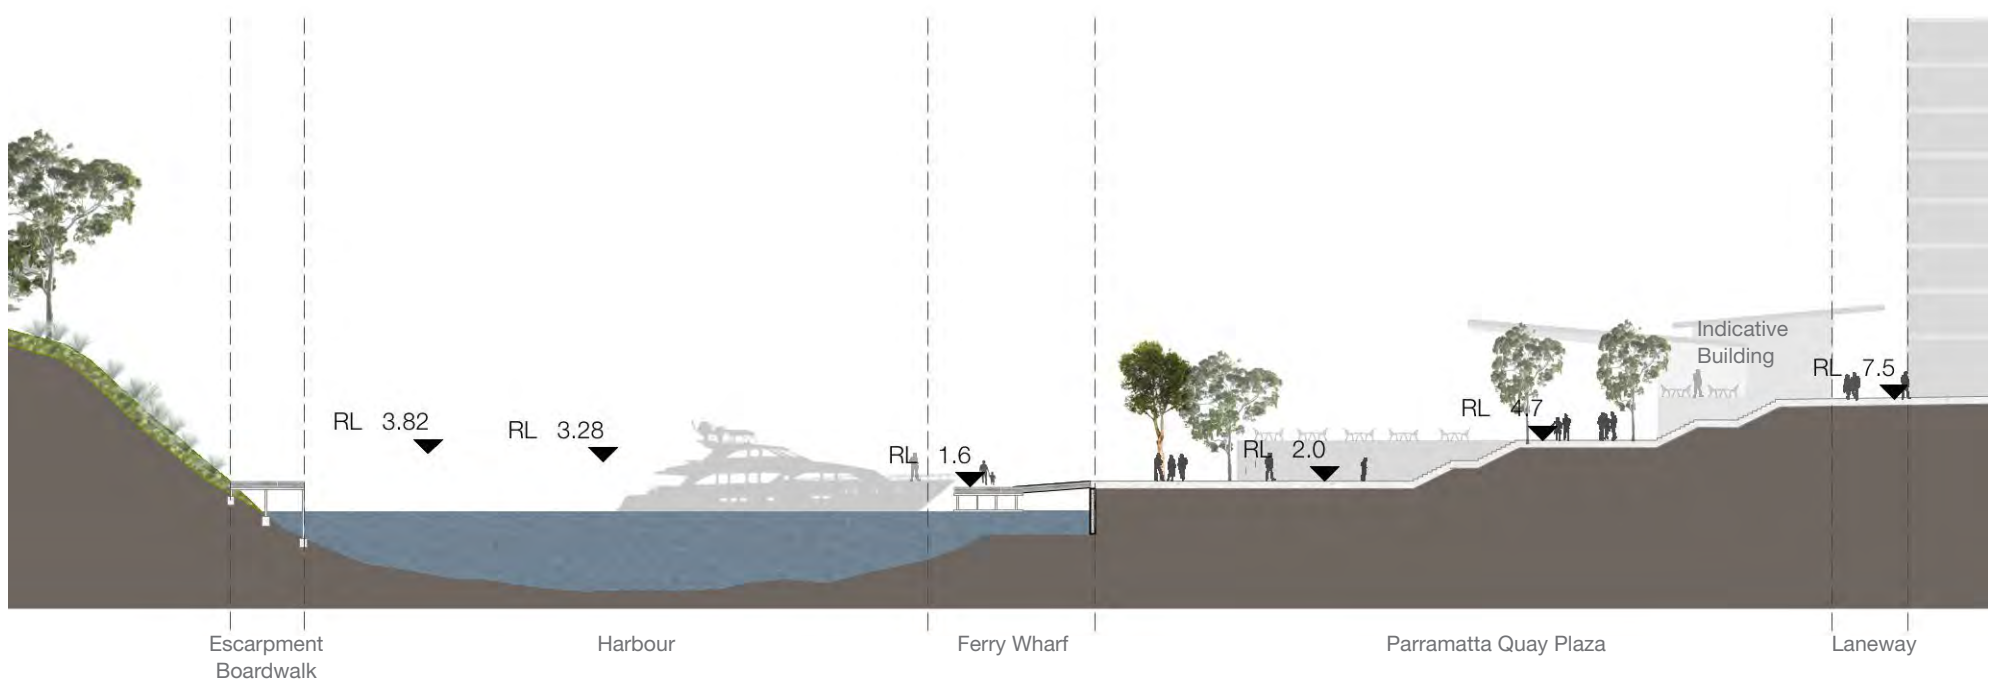 Indicative
Building
RL 7.5
RL 4.7
RL 3.82
RL 3.28
RL 1.6
RL 2.0
Escarpment
Boardwalk
Harbour
Ferry Wharf
Parramatta Quay Plaza
Laneway